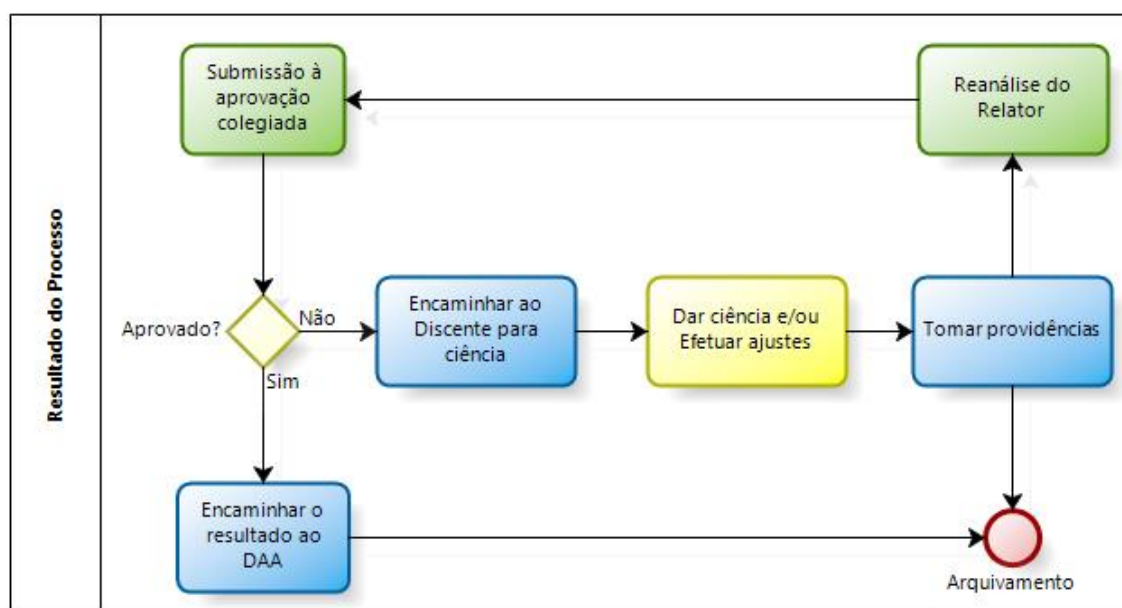 Resultado do Processo
Submissão à
aprovação
colegiada
Reanálise do
Relator
Aprovado?
Não
Sim
Encaminhar ao
Discente para
ciência
Dar ciência e/ou
Efetuar ajustes
Tomar providências
Encaminhar o
resultado ao
DAA
Arquivamento